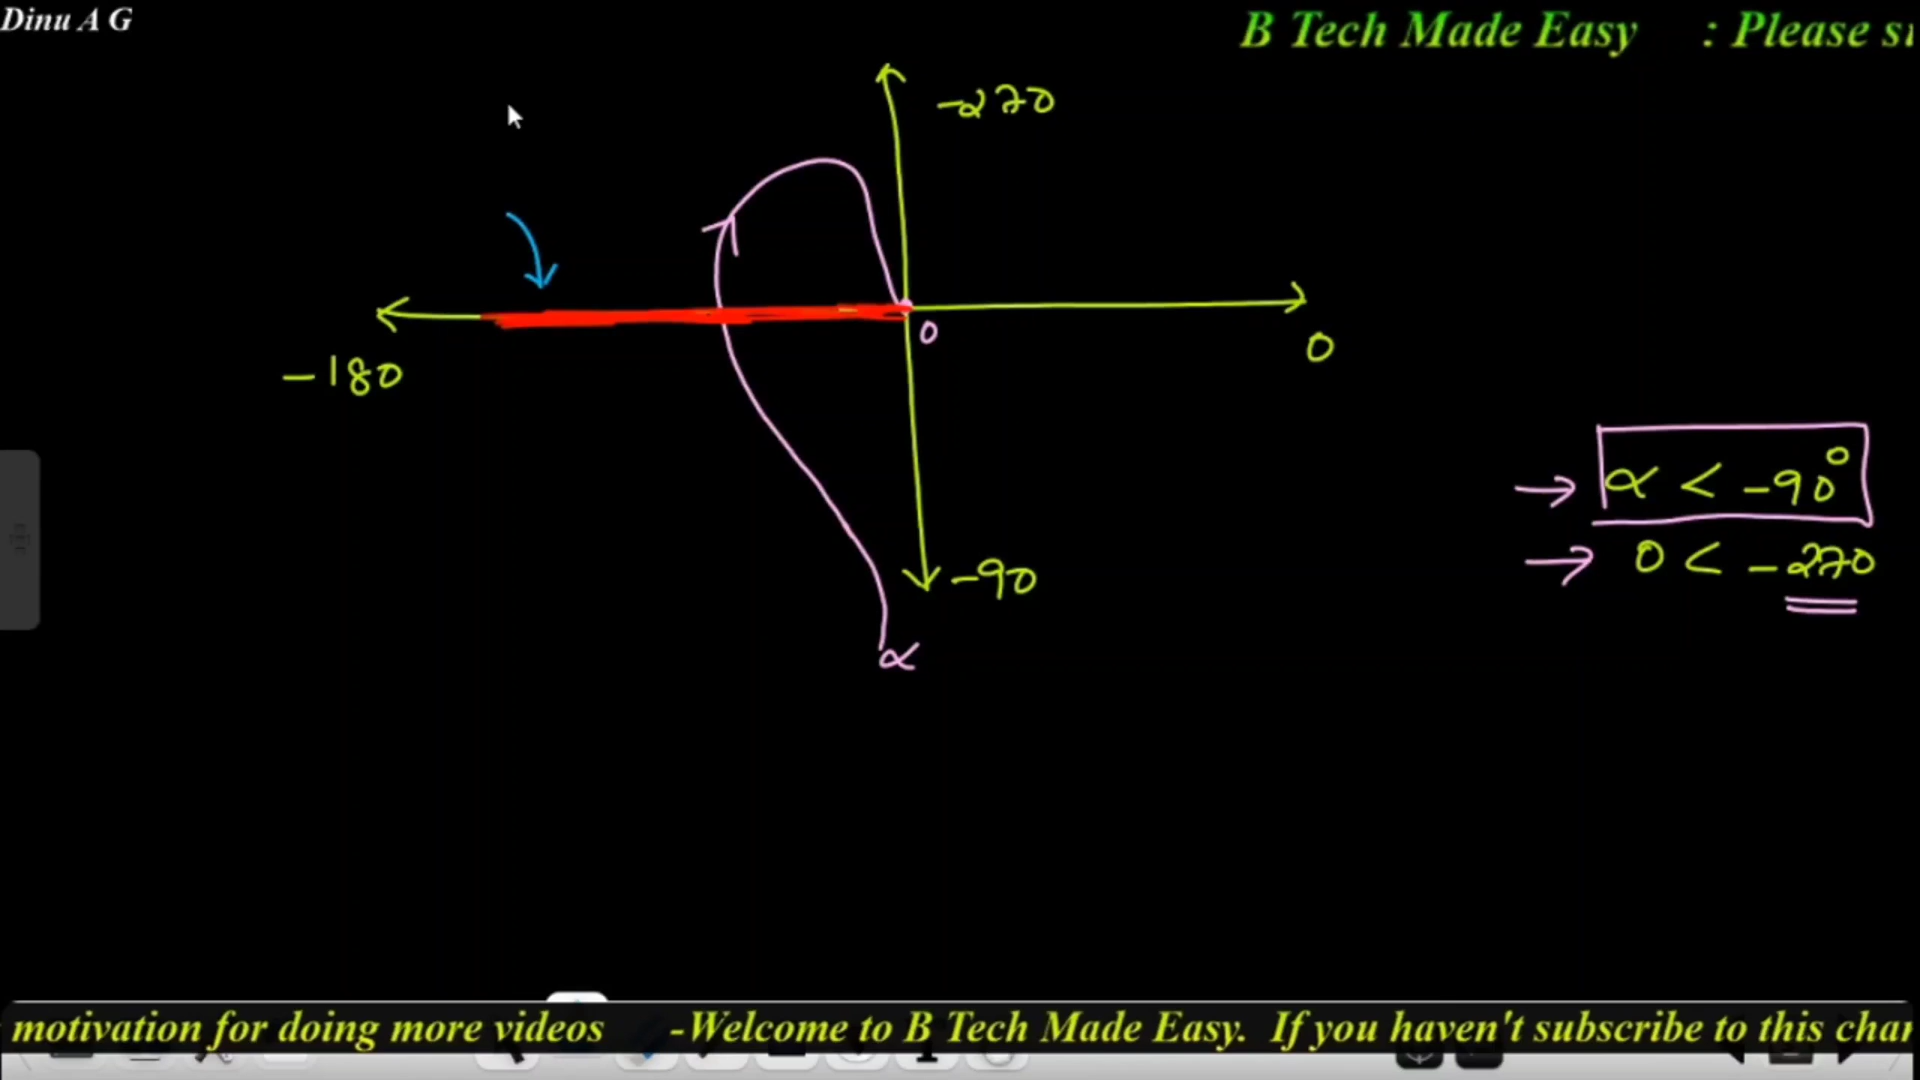 Dinu A G
B Tech Made Easy : Please
-270
0
-180
0
-90
α
α < -90°
0 < -270
motivation for doing more videos -Welcome to B Tech Made Easy. If you haven't subscribe to this